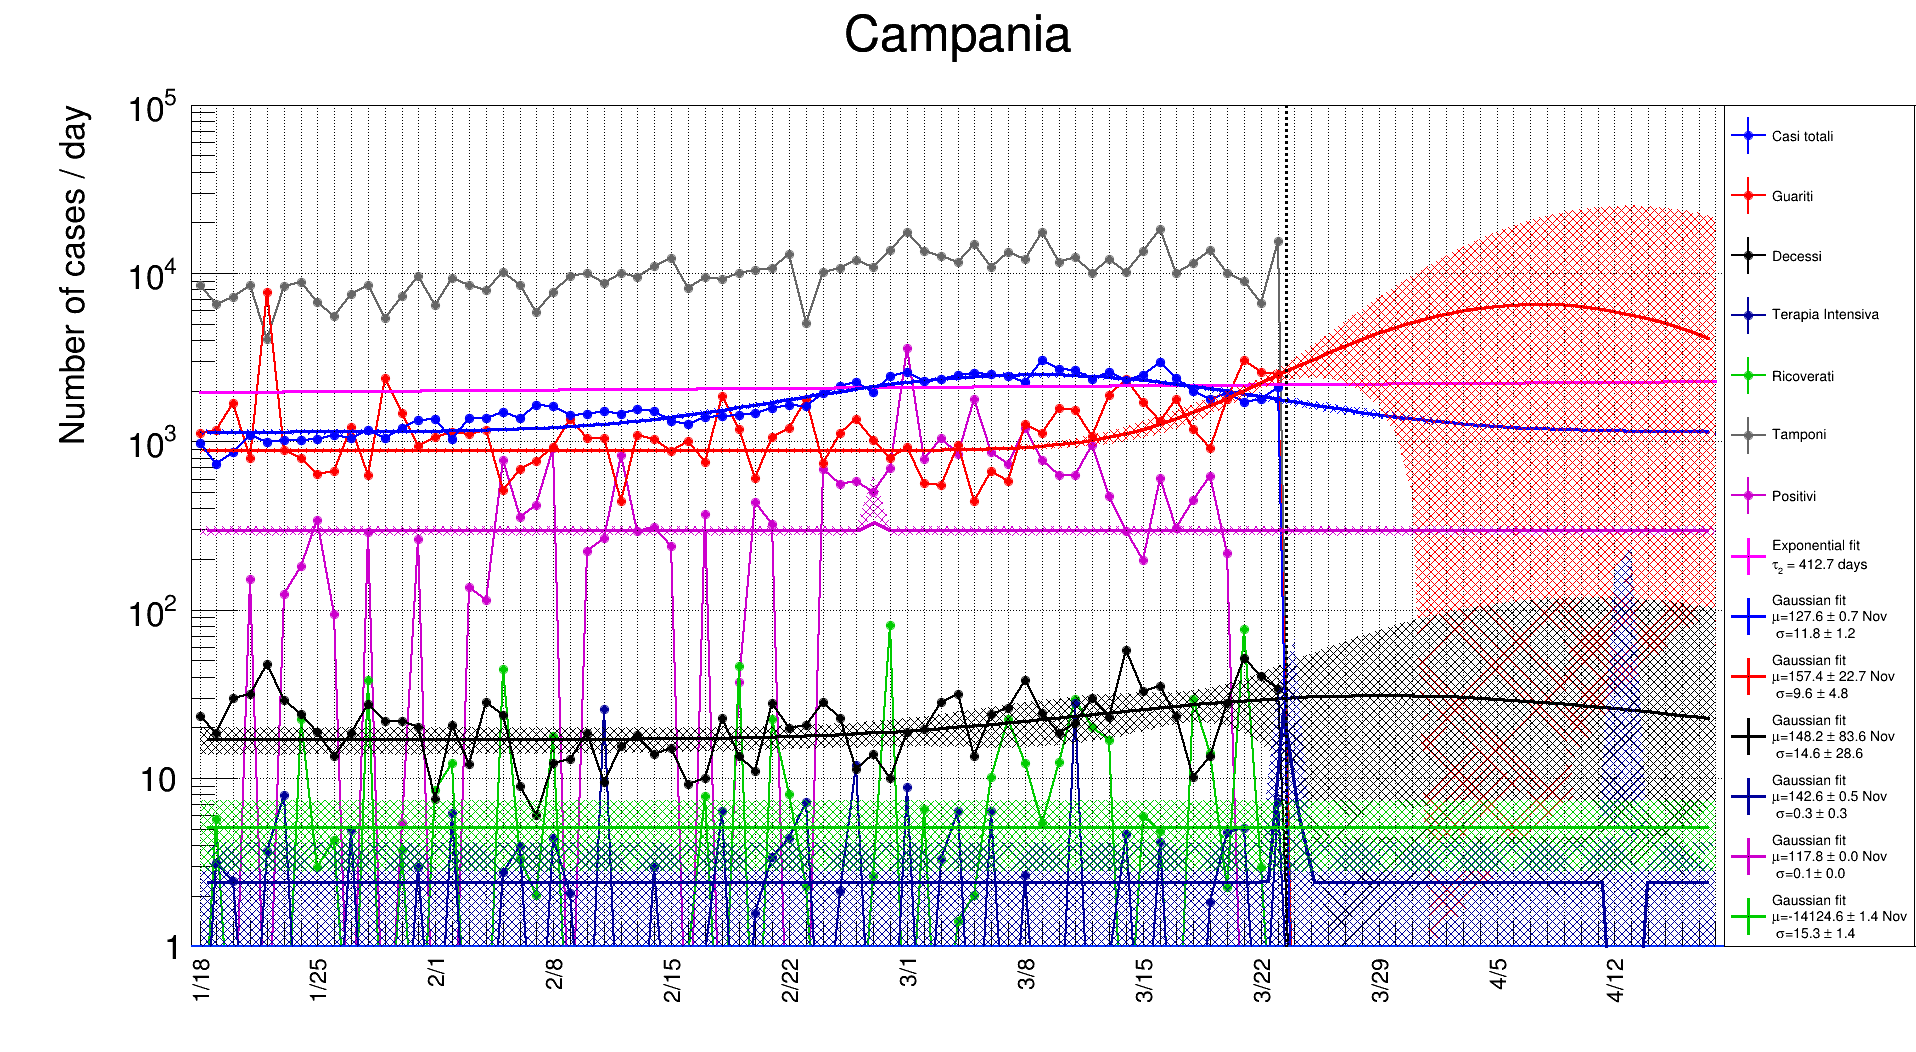 Campania
Number of cases / day
10^5
10^4
10^3
10^2
10
1
1/18
1/25
2/1
2/8
2/15
2/22
3/1
3/8
3/15
3/22
3/29
4/5
4/12
Casi totali
Guariti
Decessi
Terapia Intensiva
Ricoverati
Tamponi
Positivi
Exponential fit
τ₂ = 412.7 days
Gaussian fit
μ=127.6 ± 0.7 Nov
σ=11.8 ± 1.2
Gaussian fit
μ=157.4 ± 22.7 Nov
σ=9.6 ± 4.8
Gaussian fit
μ=148.2 ± 83.6 Nov
σ=14.6 ± 28.6
Gaussian fit
μ=142.6 ± 0.5 Nov
σ=0.3 ± 0.3
Gaussian fit
μ=117.8 ± 0.0 Nov
σ=0.1 ± 0.0
Gaussian fit
μ=-14124.6 ± 1.4 Nov
σ=15.3 ± 1.4